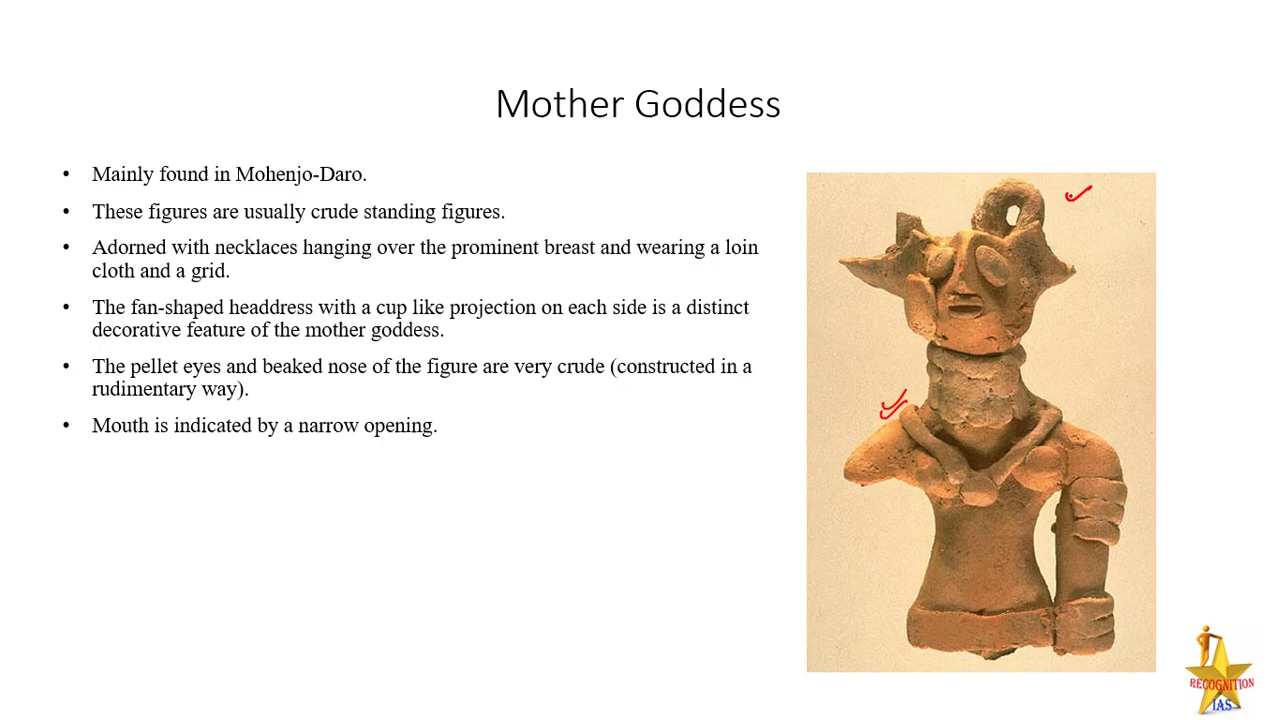 Mother Goddess
• Mainly found in Mohenjo-Daro.
• These figures are usually crude standing figures.
• Adorned with necklaces hanging over the prominent breast and wearing a loin
cloth and a grid.
• The fan-shaped headdress with a cup like projection on each side is a distinct
decorative feature of the mother goddess.
• The pellet eyes and beaked nose of the figure are very crude (constructed in a
rudimentary way).
• Mouth is indicated by a narrow opening.
RECOGNITION
IAS